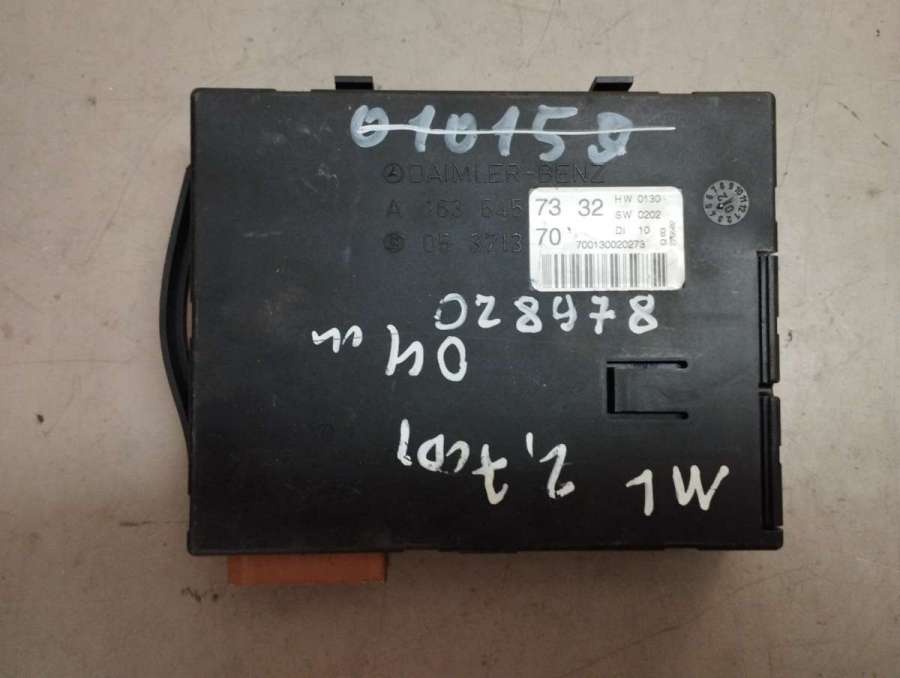 010159
DAIMLER-BENZ
A 163 545 73 32 HW 0130
SW 0202
05 3713 70 DI 10
700130020273
028978
04
2,7CDI
ML